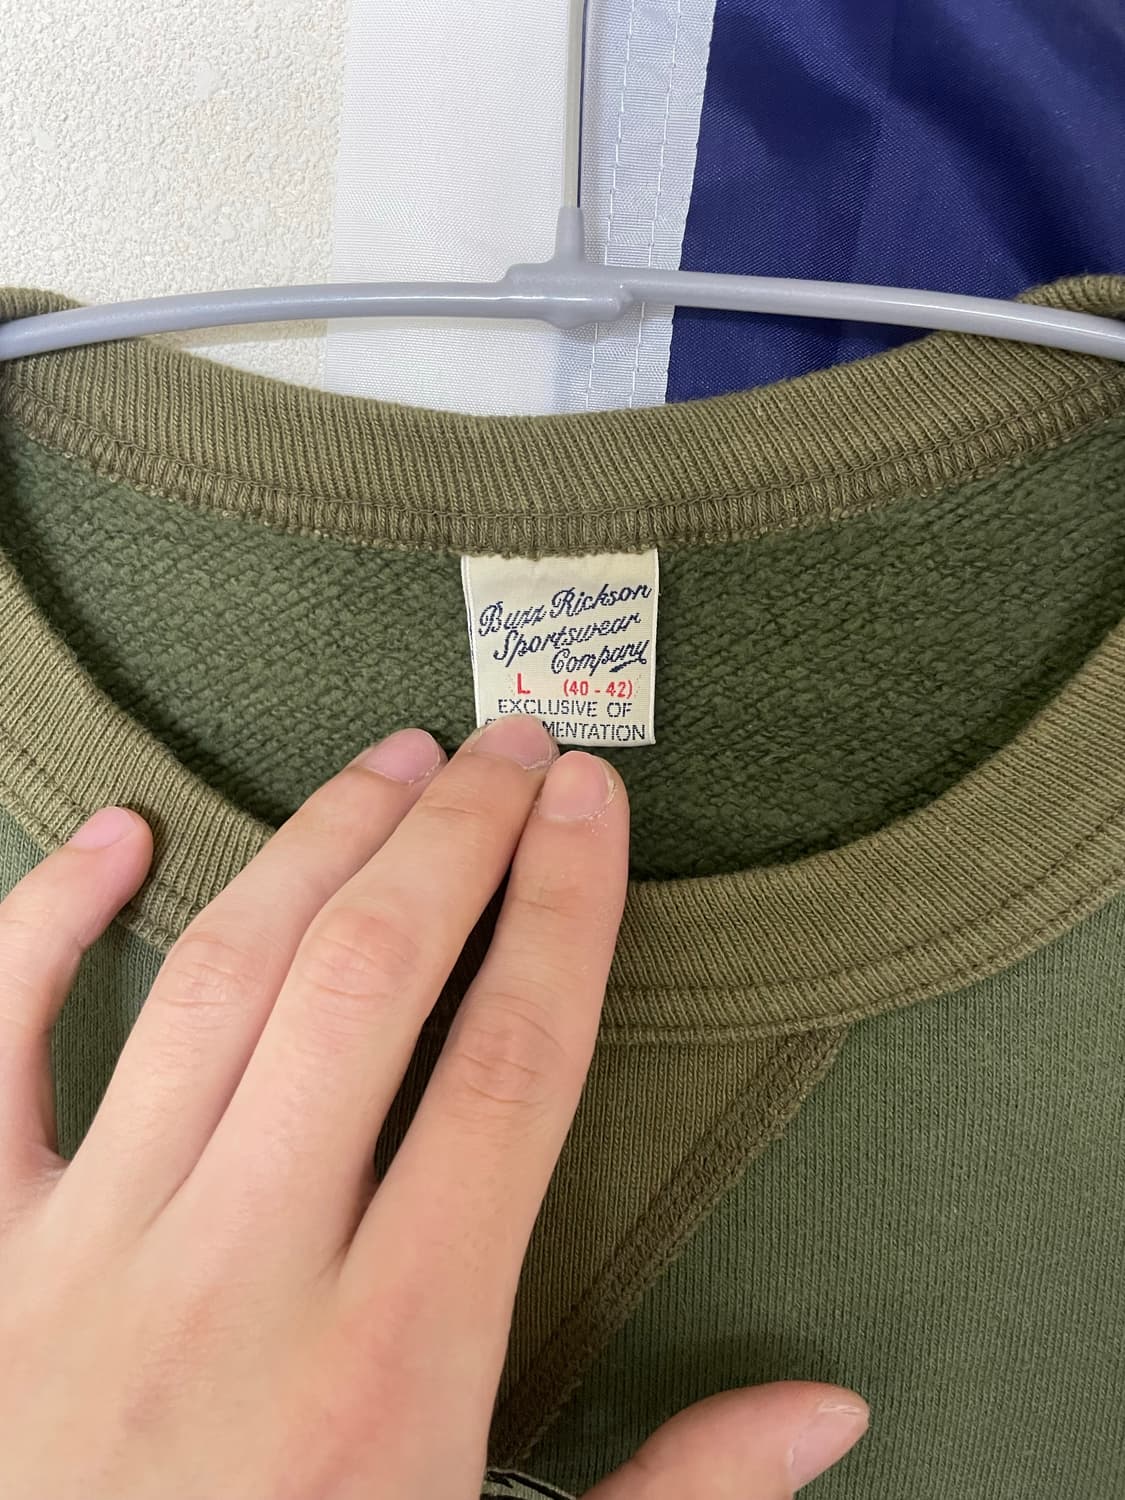 Buzz Rickson
Sportswear
Company
L (40 - 42)
EXCLUSIVE OF